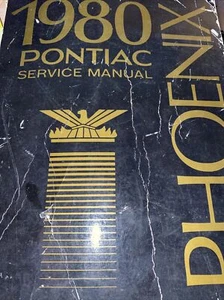 1980
PONTIAC
SERVICE MANUAL
PHOENIX